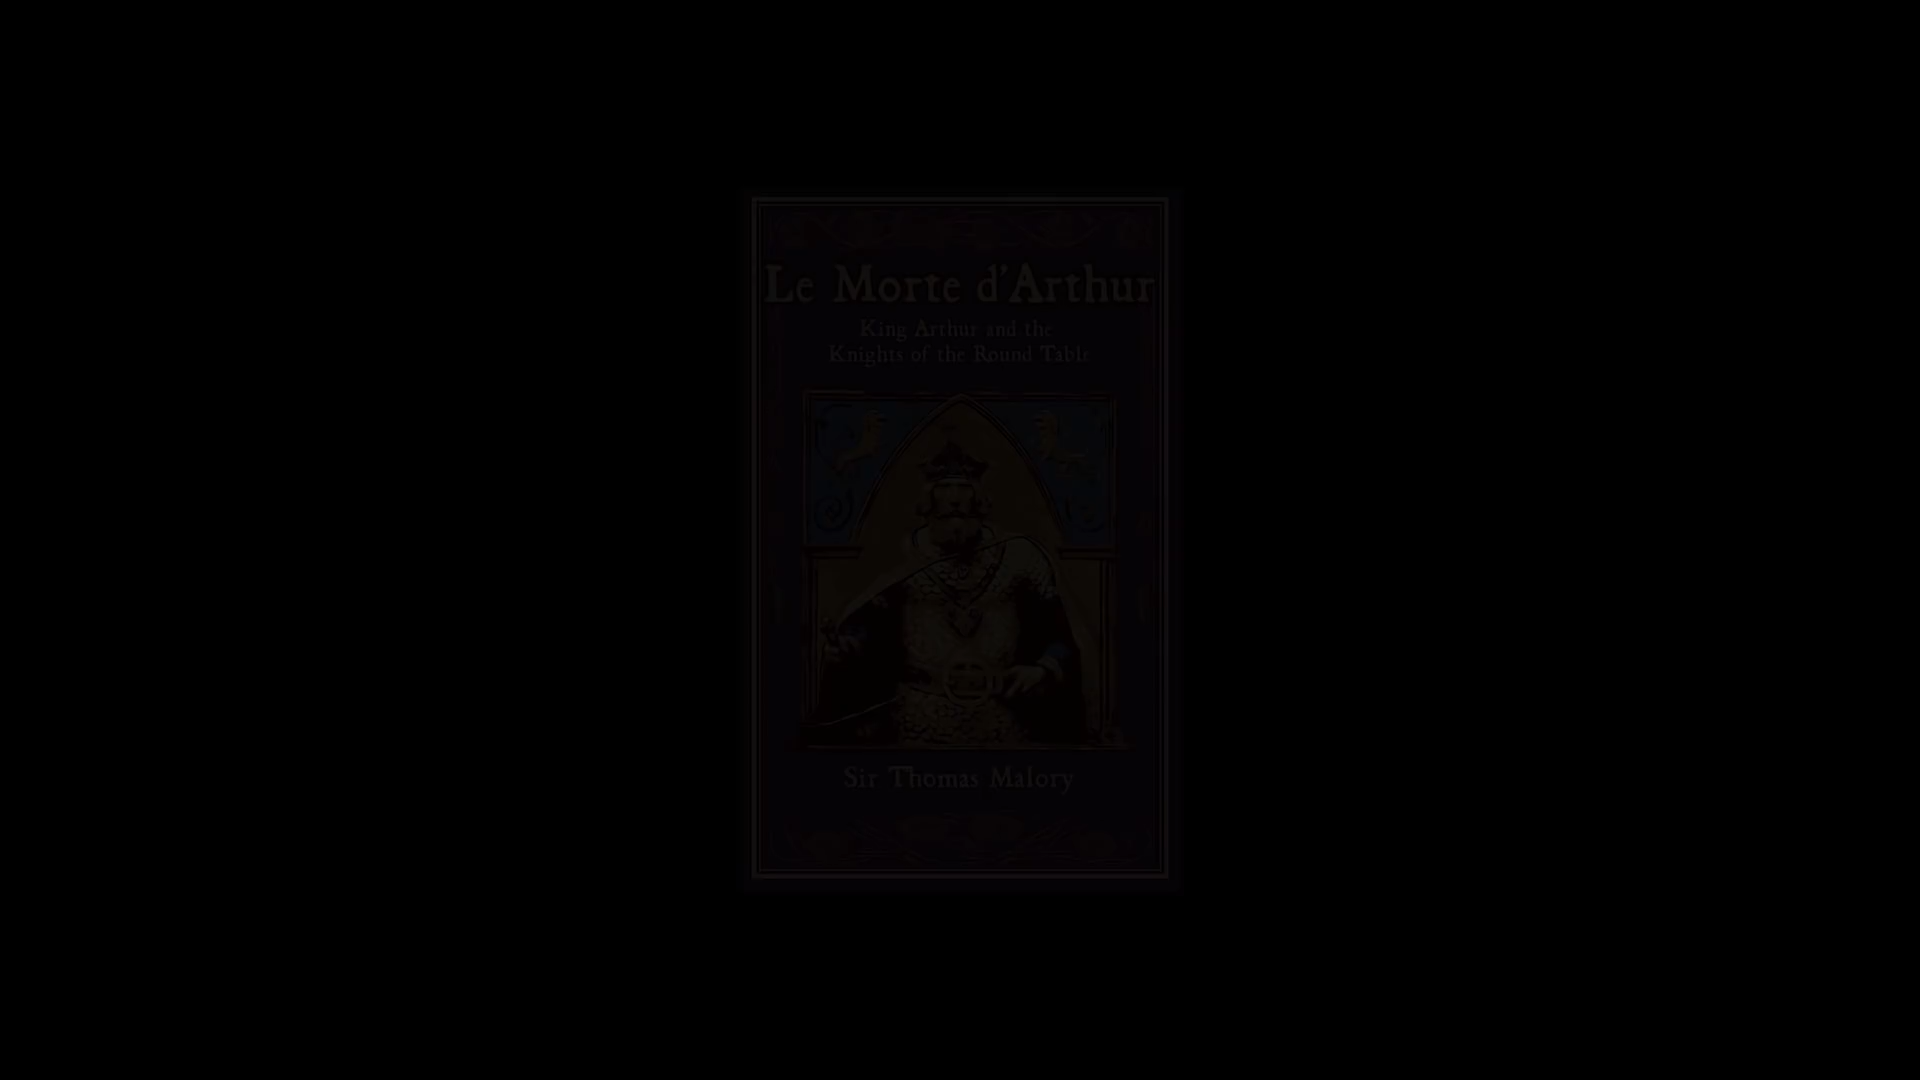 Le Morte d'Arthur
King Arthur and the
Knights of the Round Table
Sir Thomas Malory